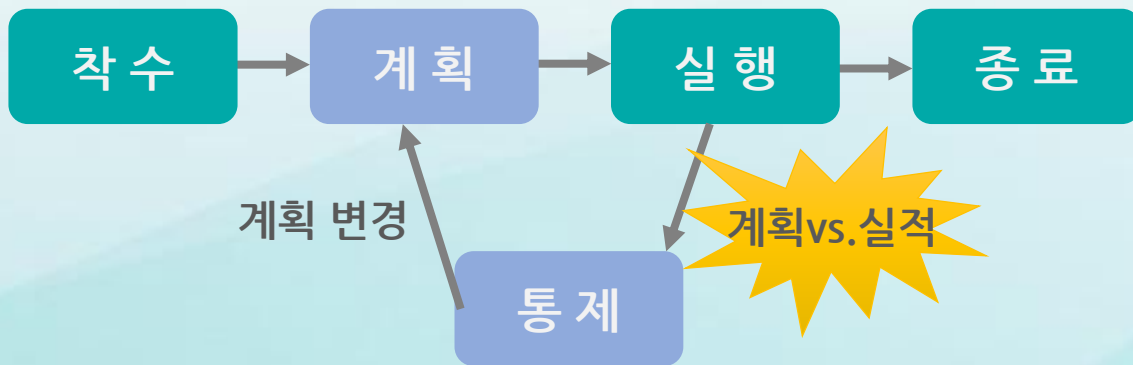 착 수
계 획
실 행
종 료
계획 변경
계획vs.실적
통 제